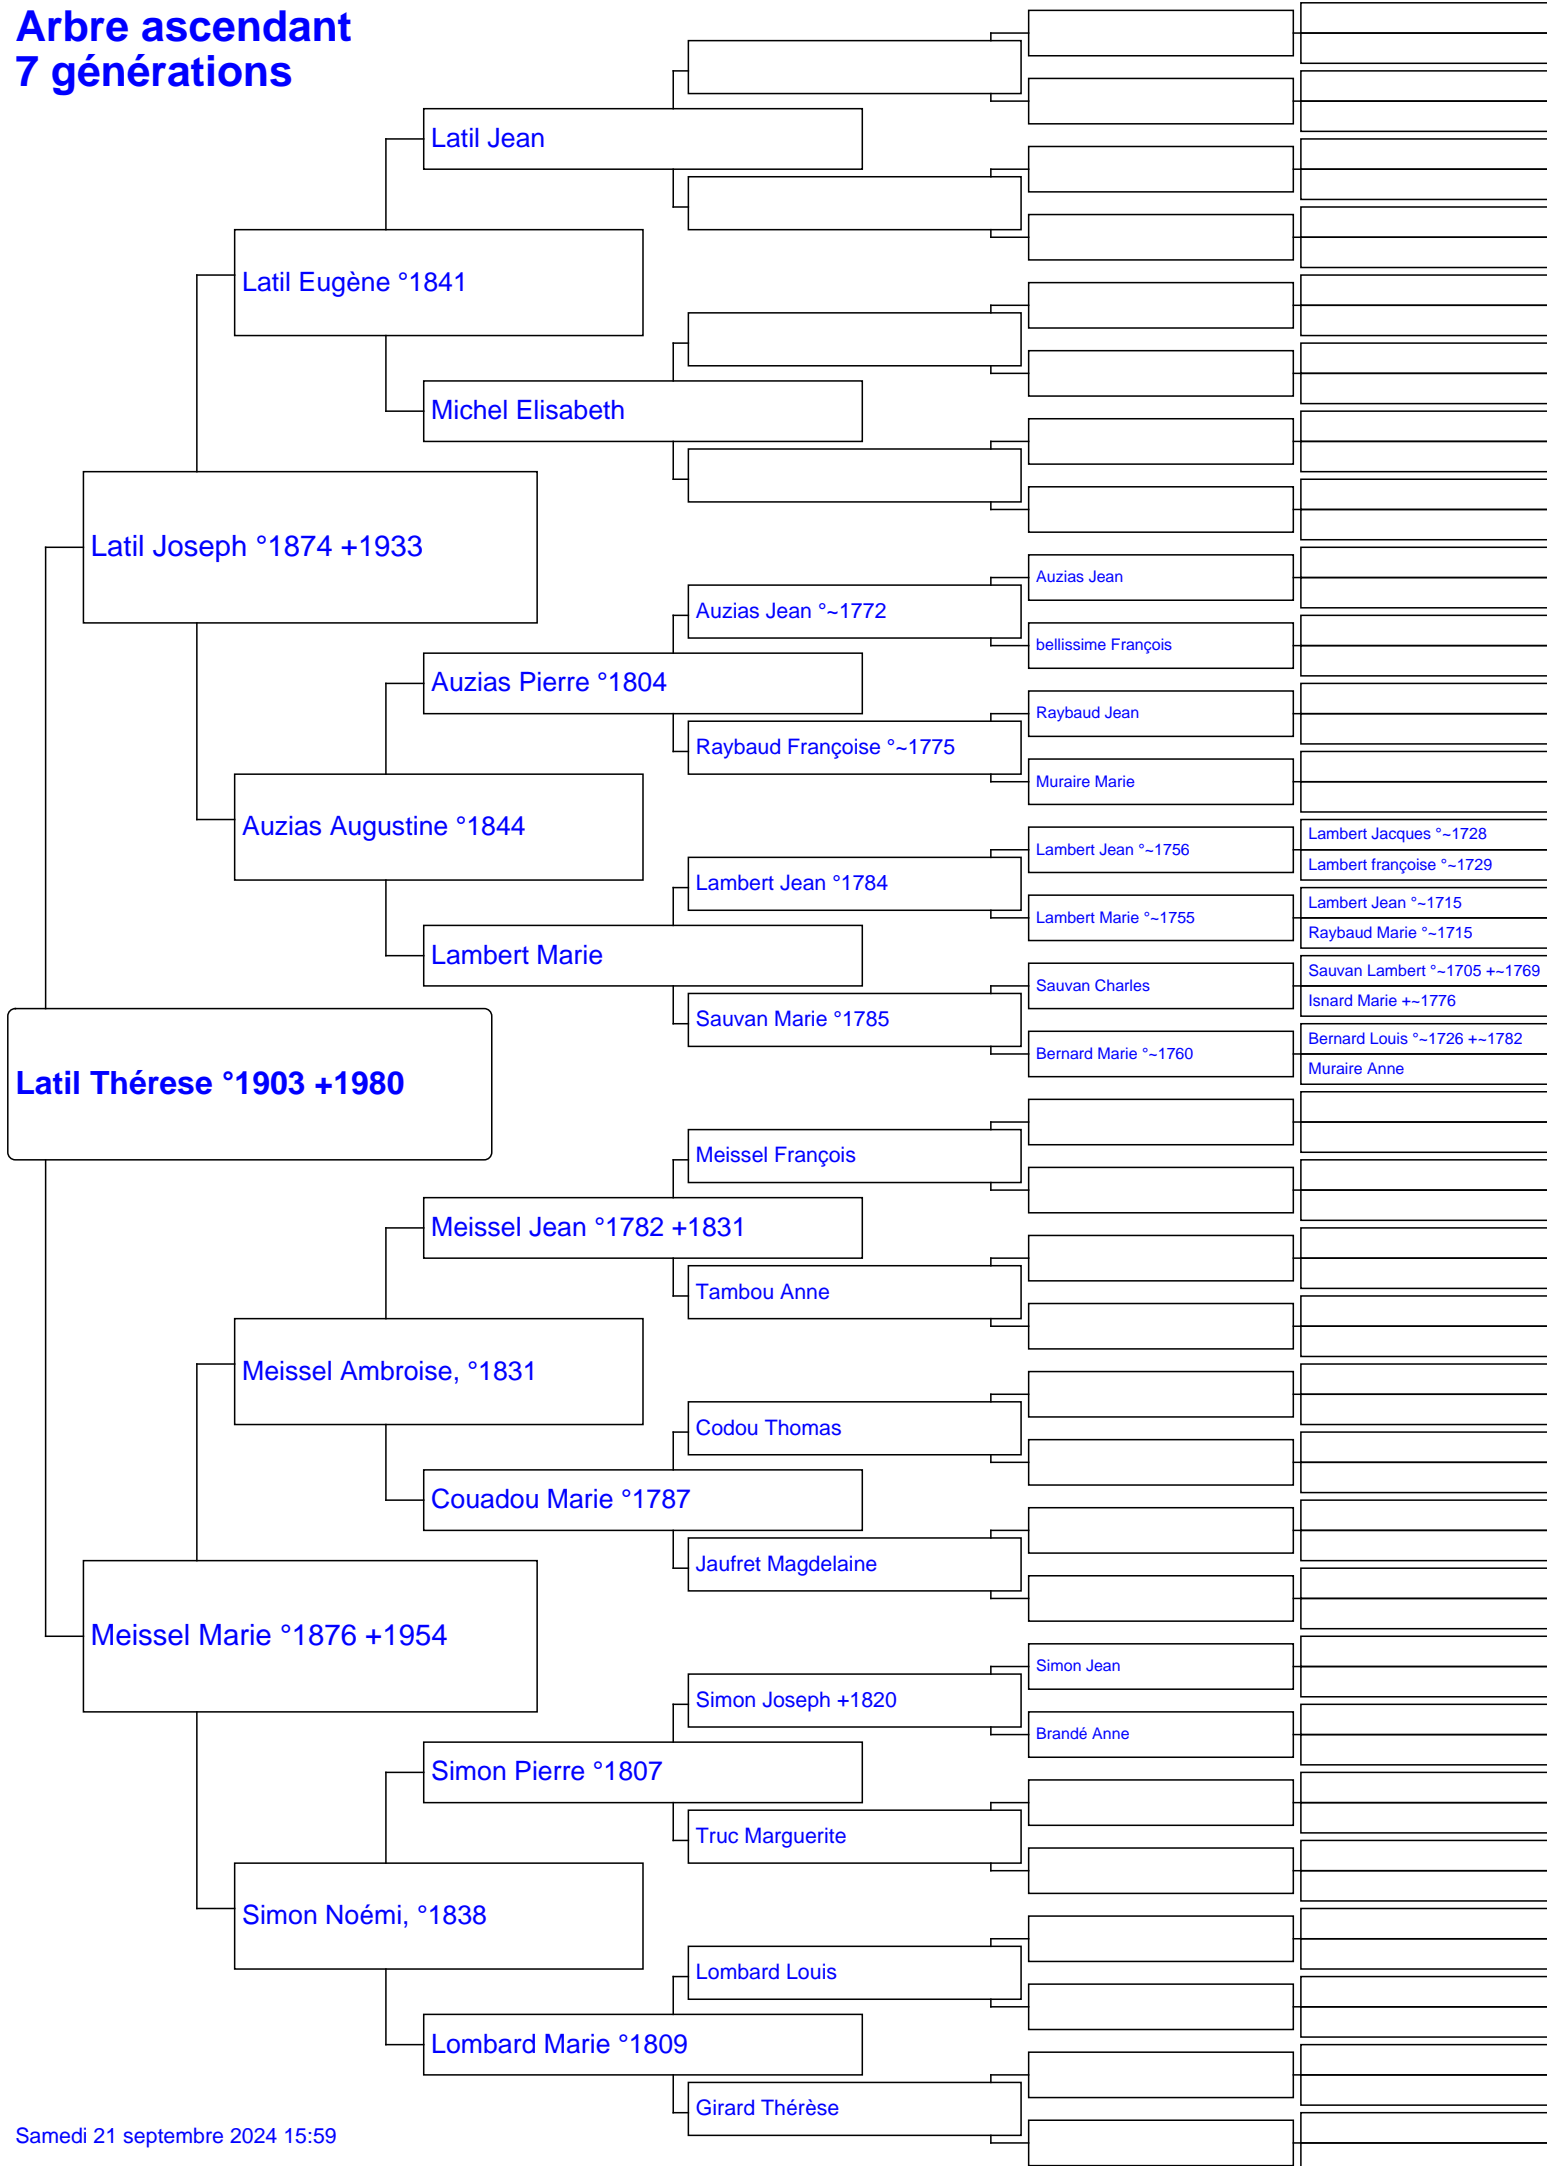 Arbre ascendant
7 générations
Latil Jean
Latil Eugène °1841
Michel Elisabeth
Latil Joseph °1874 +1933
Auzias Jean
Auzias Jean °~1772
bellissime François
Auzias Pierre °1804
Raybaud Jean
Raybaud Françoise °~1775
Muraire Marie
Auzias Augustine °1844
Lambert Jacques °~1728
Lambert Jean °~1756
Lambert françoise °~1729
Lambert Jean °1784
Lambert Jean °~1715
Lambert Marie °~1755
Raybaud Marie °~1715
Lambert Marie
Sauvan Lambert °~1705 +~1769
Sauvan Charles
Isnard Marie +~1776
Sauvan Marie °1785
Bernard Louis °~1726 +~1782
Bernard Marie °~1760
Muraire Anne
Latil Thérese °1903 +1980
Meissel François
Meissel Jean °1782 +1831
Tambou Anne
Meissel Ambroise, °1831
Codou Thomas
Couadou Marie °1787
Jaufret Magdelaine
Meissel Marie °1876 +1954
Simon Jean
Simon Joseph +1820
Brandé Anne
Simon Pierre °1807
Truc Marguerite
Simon Noémi, °1838
Lombard Louis
Lombard Marie °1809
Girard Thérèse
Samedi 21 septembre 2024 15:59